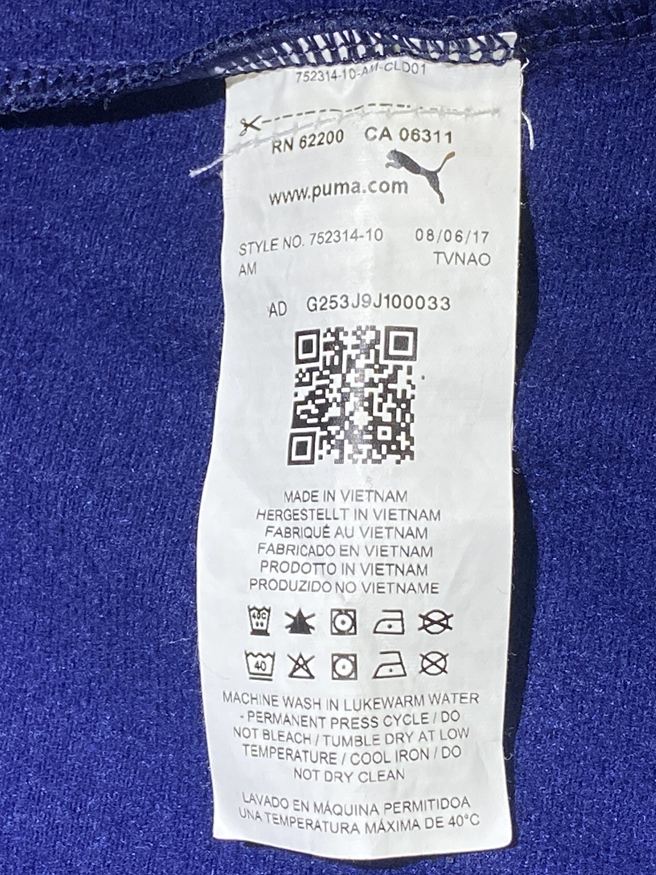 752314-10-AM-CLD01
RN 62200 CA 06311
www.puma.com
STYLE NO. 752314-10 08/06/17
AM TVNAO
AD G253J9J100033
MADE IN VIETNAM
HERGESTELLT IN VIETNAM
FABRIQUÉ AU VIETNAM
FABRICADO EN VIETNAM
PRODOTTO IN VIETNAM
PRODUZIDO NO VIETNAME
40C
40
MACHINE WASH IN LUKEWARM WATER
- PERMANENT PRESS CYCLE / DO
NOT BLEACH / TUMBLE DRY AT LOW
TEMPERATURE / COOL IRON / DO
NOT DRY CLEAN
LAVADO EN MÁQUINA PERMITIDOA
UNA TEMPERATURA MÁXIMA DE 40°C